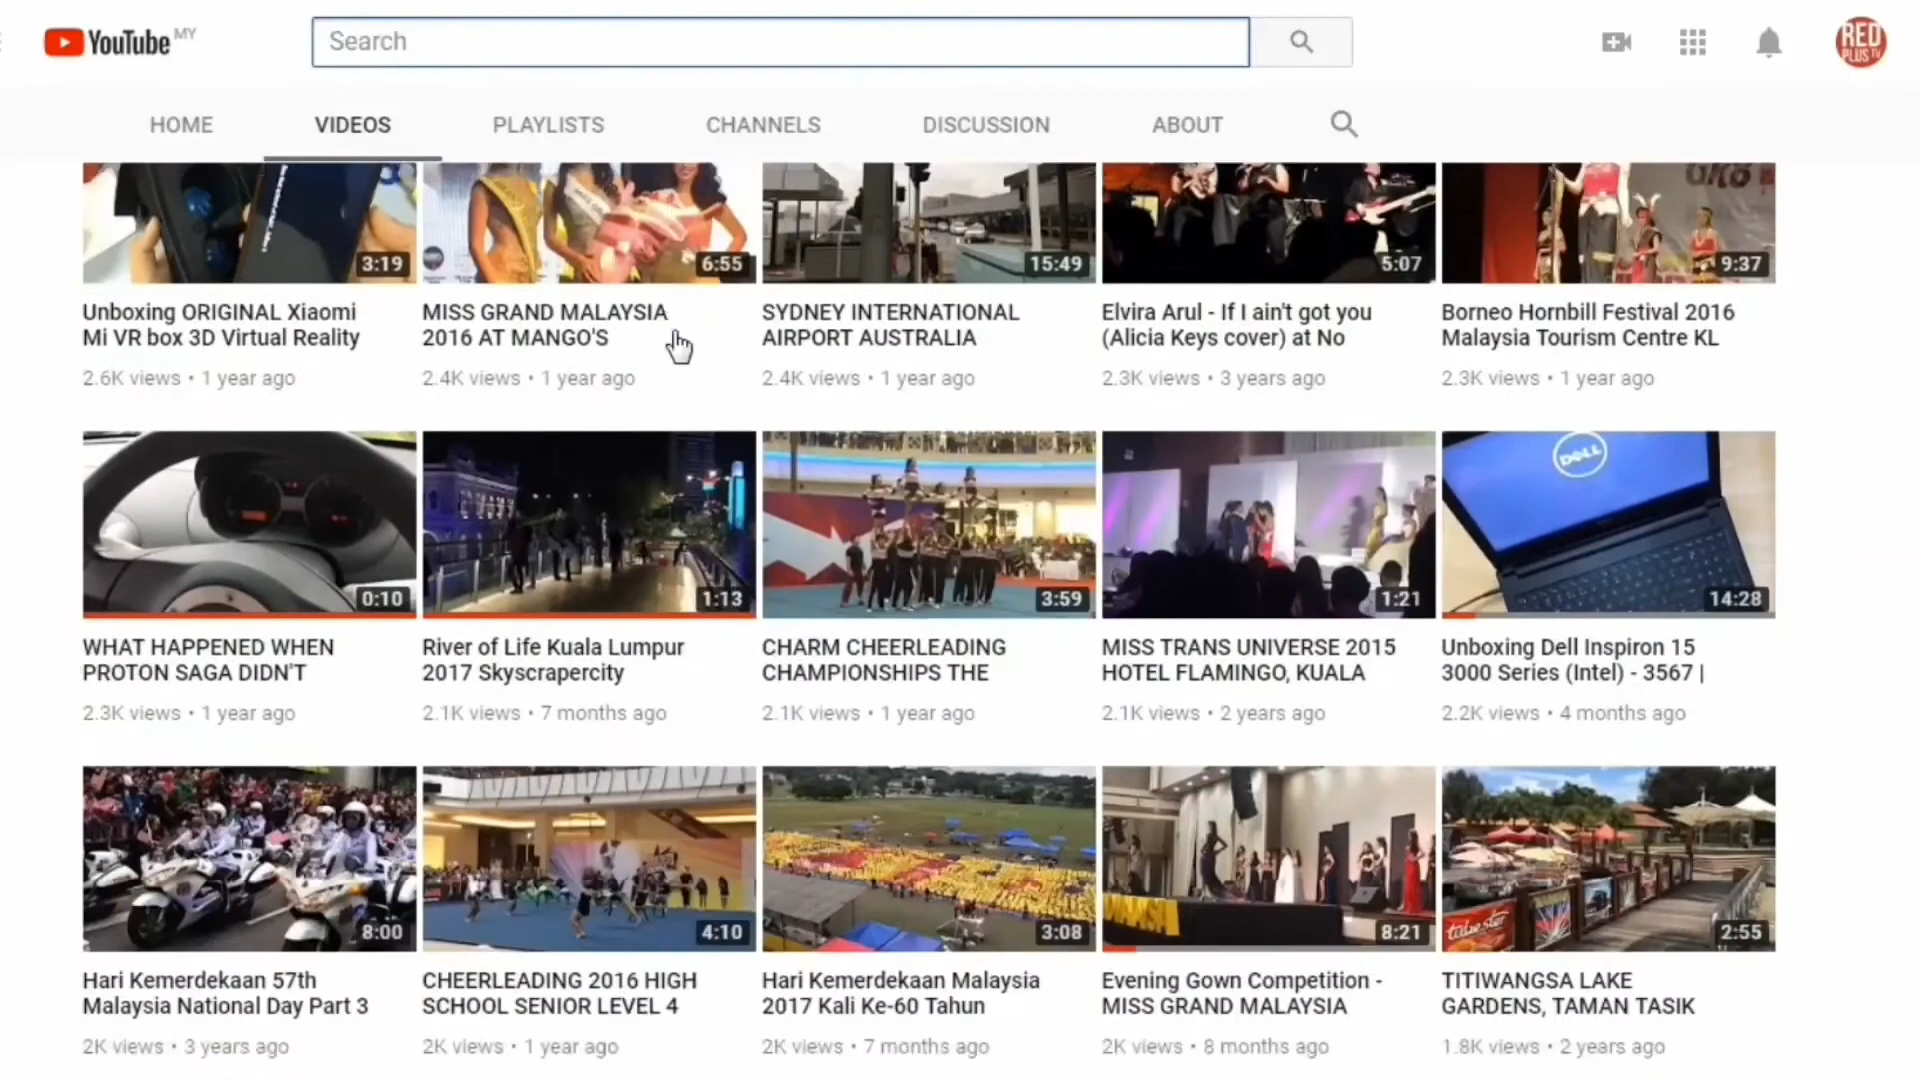 YouTube MY
Search
RED
PLUS TV
HOME VIDEOS PLAYLISTS CHANNELS DISCUSSION ABOUT
3:19 6:55 15:49 5:07 9:37
Unboxing ORIGINAL Xiaomi
Mi VR box 3D Virtual Reality
2.6K views • 1 year ago
MISS GRAND MALAYSIA
2016 AT MANGO'S
2.4K views • 1 year ago
SYDNEY INTERNATIONAL
AIRPORT AUSTRALIA
2.4K views • 1 year ago
Elvira Arul - If I ain't got you
(Alicia Keys cover) at No
2.3K views • 3 years ago
Borneo Hornbill Festival 2016
Malaysia Tourism Centre KL
2.3K views • 1 year ago
DELL
0:10 1:13 3:59 1:21 14:28
WHAT HAPPENED WHEN
PROTON SAGA DIDN'T
2.3K views • 1 year ago
River of Life Kuala Lumpur
2017 Skyscrapercity
2.1K views • 7 months ago
CHARM CHEERLEADING
CHAMPIONSHIPS THE
2.1K views • 1 year ago
MISS TRANS UNIVERSE 2015
HOTEL FLAMINGO, KUALA
2.1K views • 2 years ago
Unboxing Dell Inspiron 15
3000 Series (Intel) - 3567 |
2.2K views • 4 months ago
8:00 4:10 3:08 8:21 2:55
Hari Kemerdekaan 57th
Malaysia National Day Part 3
2K views • 3 years ago
CHEERLEADING 2016 HIGH
SCHOOL SENIOR LEVEL 4
2K views • 1 year ago
Hari Kemerdekaan Malaysia
2017 Kali Ke-60 Tahun
2K views • 7 months ago
Evening Gown Competition -
MISS GRAND MALAYSIA
2K views • 8 months ago
TITIWANGSA LAKE
GARDENS, TAMAN TASIK
1.8K views • 2 years ago